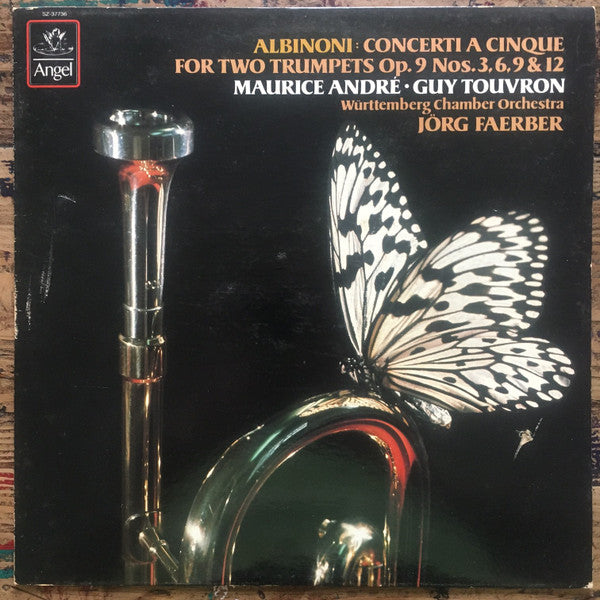 SZ-37736
Angel
ALBINONI: CONCERTI A CINQUE
FOR TWO TRUMPETS Op. 9 Nos. 3, 6, 9 & 12
MAURICE ANDRÉ · GUY TOUVRON
Württemberg Chamber Orchestra
JÖRG FAERBER